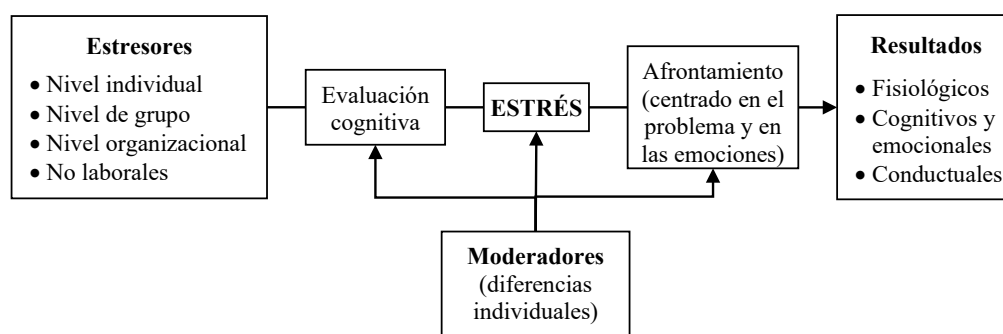 Estresores
• Nivel individual
• Nivel de grupo
• Nivel organizacional
• No laborales
Evaluación
cognitiva
ESTRÉS
Afrontamiento
(centrado en el
problema y en
las emociones)
Resultados
• Fisiológicos
• Cognitivos y
emocionales
• Conductuales
Moderadores
(diferencias
individuales)